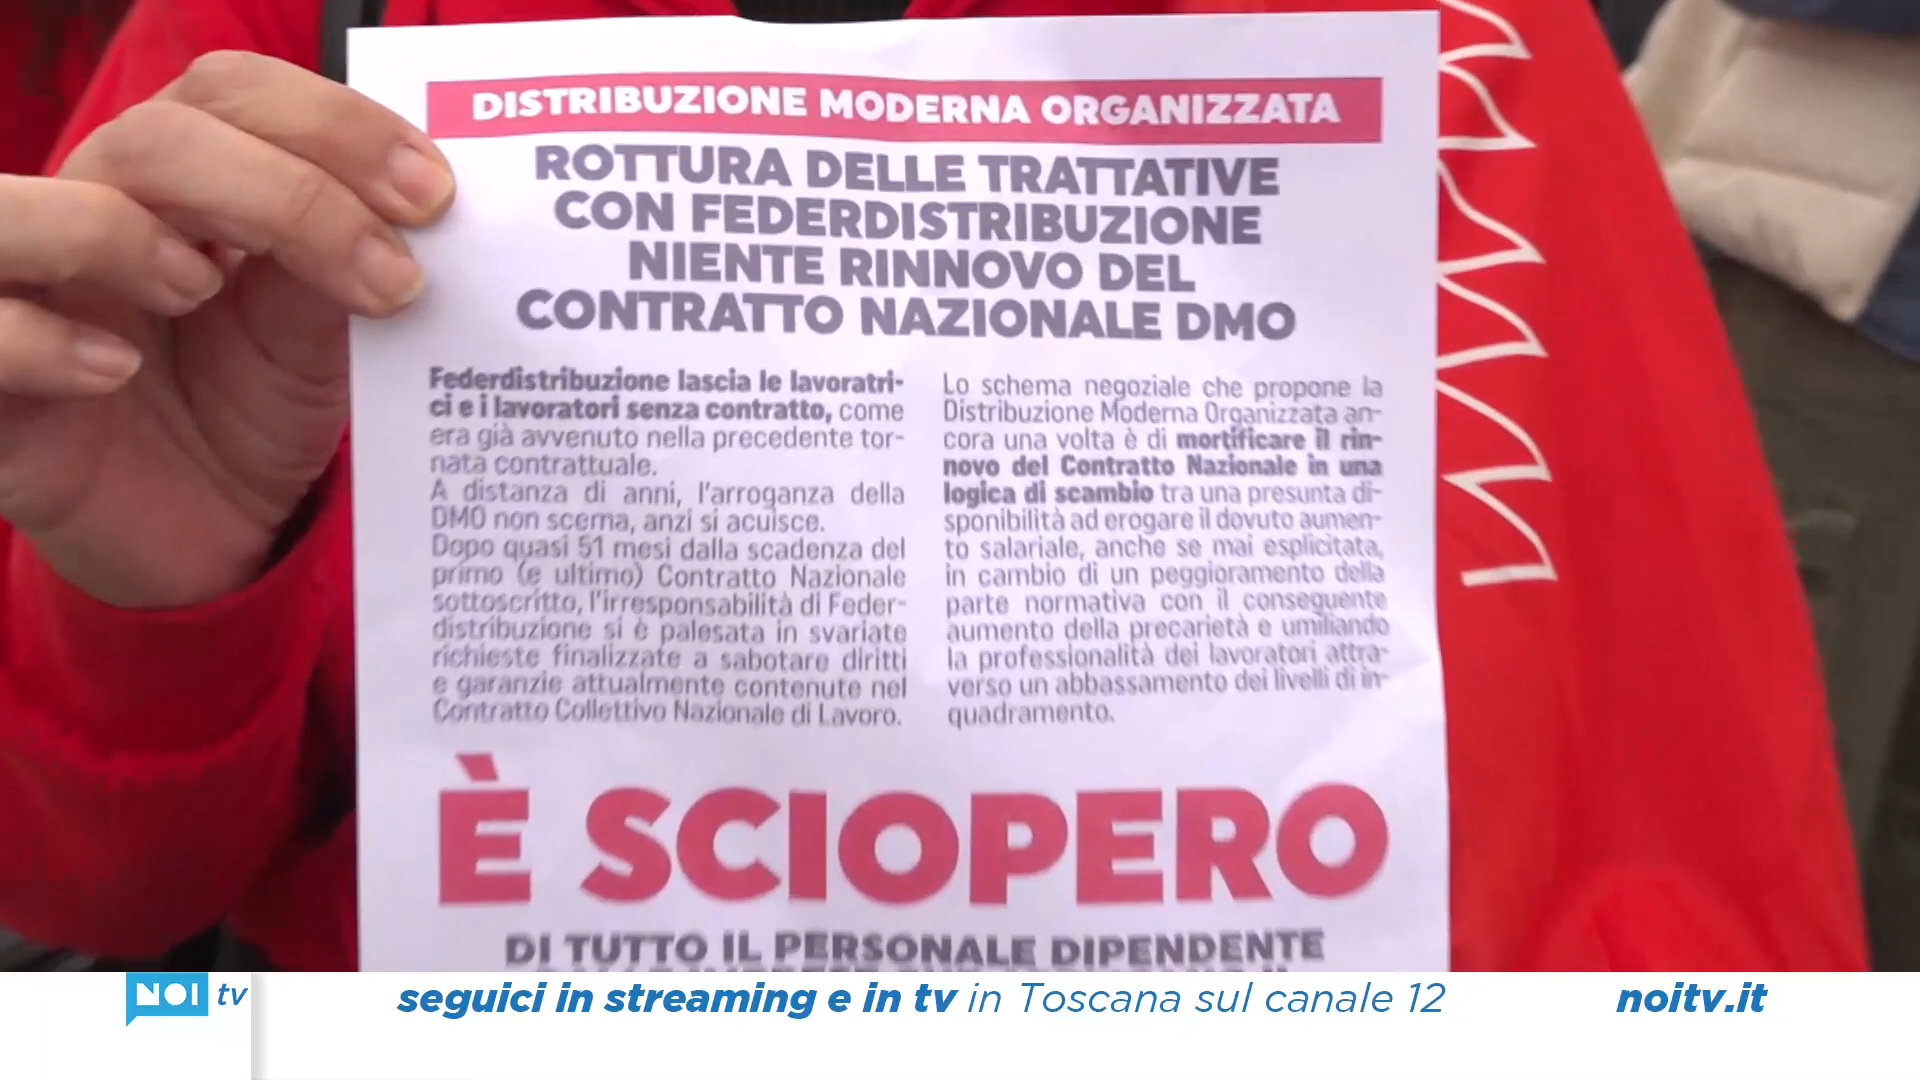 DISTRIBUZIONE MODERNA ORGANIZZATA
ROTTURA DELLE TRATTATIVE
CON FEDERDISTRIBUZIONE
NIENTE RINNOVO DEL
CONTRATTO NAZIONALE DMO
Federdistribuzione lascia le lavoratri-
ci e i lavoratori senza contratto, come
era già avvenuto nella precedente tor-
nata contrattuale.
A distanza di anni, l'arroganza della
DMO non scema, anzi si acuisce.
Dopo quasi 51 mesi dalla scadenza del
primo (e ultimo) Contratto Nazionale
sottoscritto, l'irresponsabilità di Feder-
distribuzione si è palesata in svariate
richieste finalizzate a sabotare diritti
e garanzie attualmente contenute nel
Contratto Collettivo Nazionale di Lavoro.
Lo schema negoziale che propone la
Distribuzione Moderna Organizzata an-
cora una volta è di mortificare il rin-
novo del Contratto Nazionale in una
logica di scambio tra una presunta di-
sponibilità ad erogare il dovuto aumen-
to salariale, anche se mai esplicitata,
in cambio di un peggioramento della
parte normativa con il conseguente
aumento della precarietà e umiliando
la professionalità dei lavoratori attra-
verso un abbassamento dei livelli di in-
quadramento.
È SCIOPERO
DI TUTTO IL PERSONALE DIPENDENTE
NOI tv
seguici in streaming e in tv in Toscana sul canale 12
noitv.it